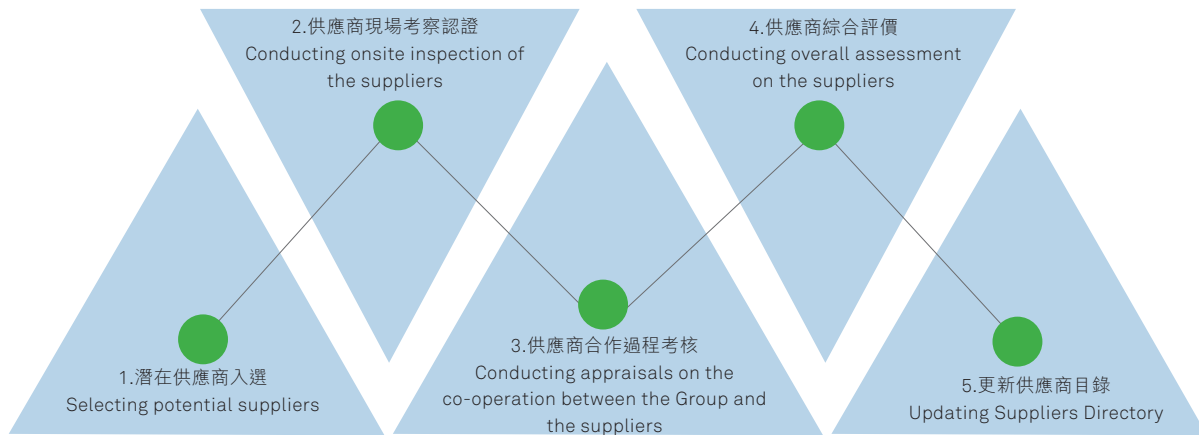 1.潛在供應商入選
Selecting potential suppliers
2.供應商現場考察認證
Conducting onsite inspection of
the suppliers
3.供應商合作過程考核
Conducting appraisals on the
co-operation between the Group and
the suppliers
4.供應商綜合評價
Conducting overall assessment
on the suppliers
5.更新供應商目錄
Updating Suppliers Directory